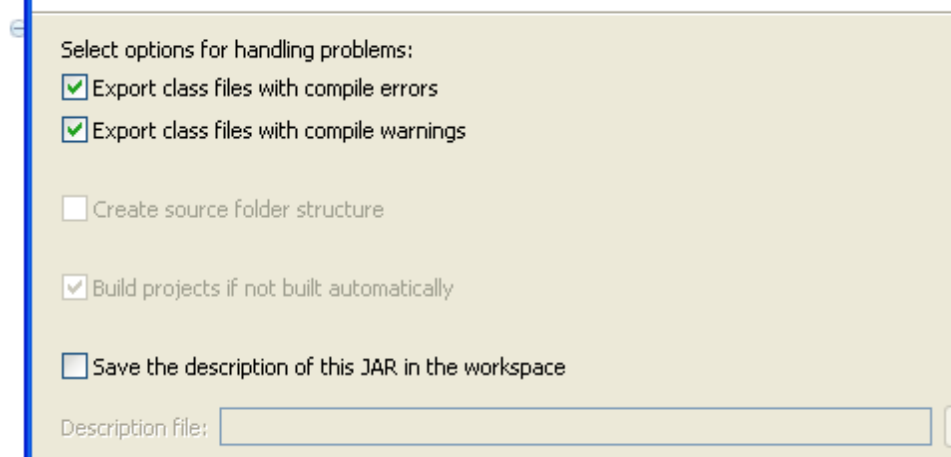 Select options for handling problems:
Export class files with compile errors
Export class files with compile warnings
Create source folder structure
Build projects if not built automatically
Save the description of this JAR in the workspace
Description file: